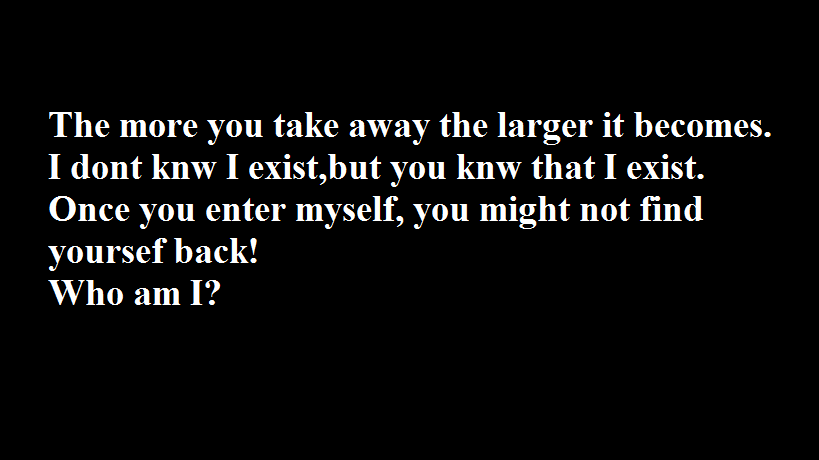 The more you take away the larger it becomes.
I dont knw I exist,but you knw that I exist.
Once you enter myself, you might not find
yoursef back!
Who am I?